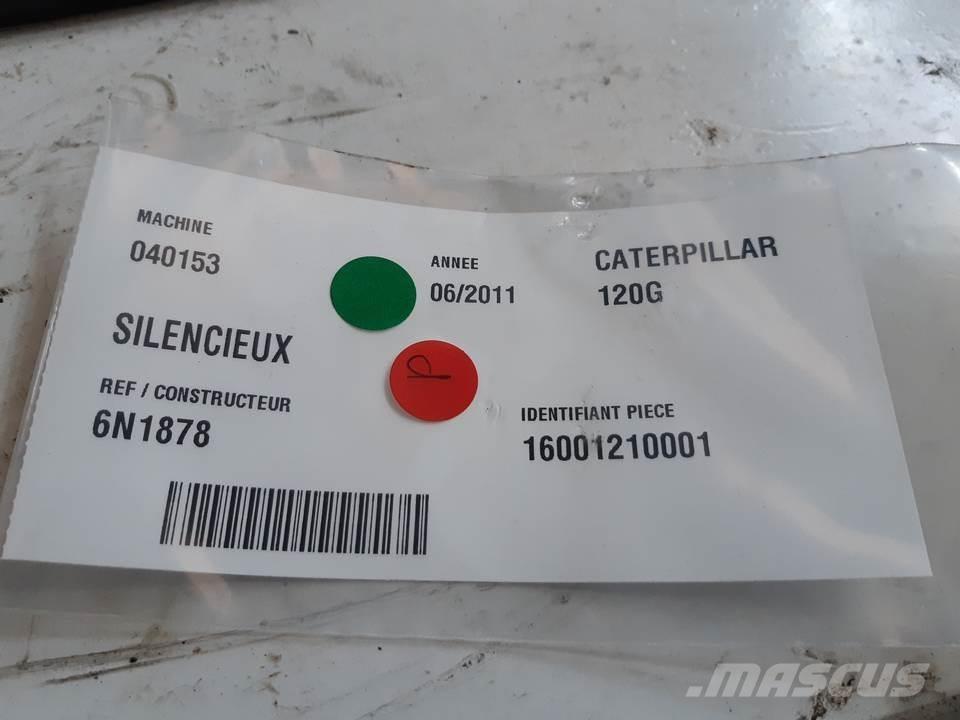 MACHINE
040153
ANNEE
06/2011
CATERPILLAR
120G
SILENCIEUX
REF / CONSTRUCTEUR
6N1878
IDENTIFIANT PIECE
16001210001
MASCUS